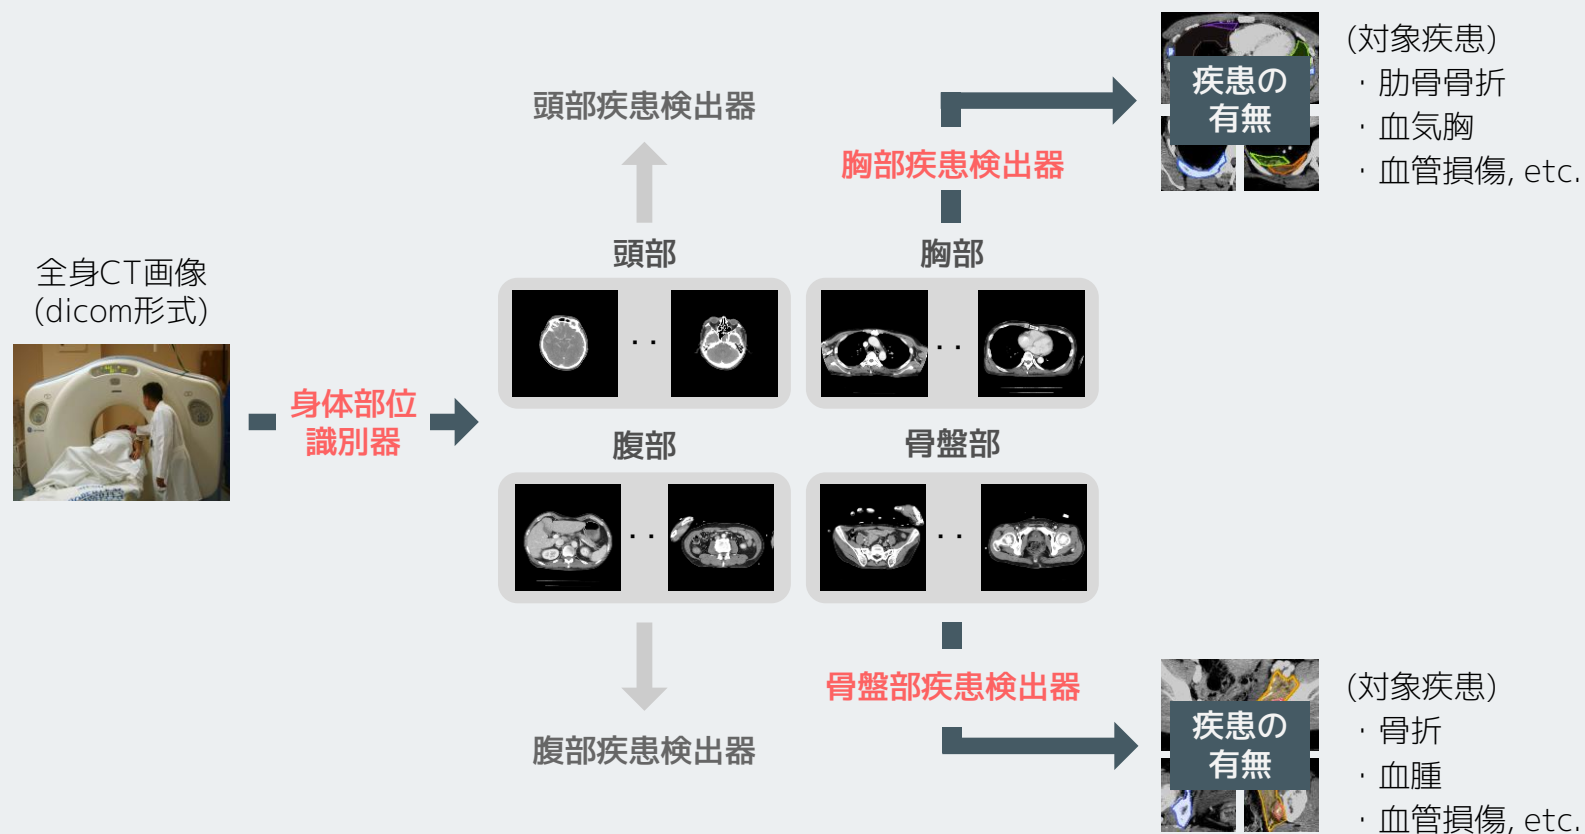 全身CT画像
(dicom形式)
身体部位
識別器
頭部疾患検出器
頭部
胸部
腹部
骨盤部
腹部疾患検出器
胸部疾患検出器
疾患の
有無
(対象疾患)
・肋骨骨折
・血気胸
・血管損傷, etc.
骨盤部疾患検出器
疾患の
有無
(対象疾患)
・骨折
・血腫
・血管損傷, etc.